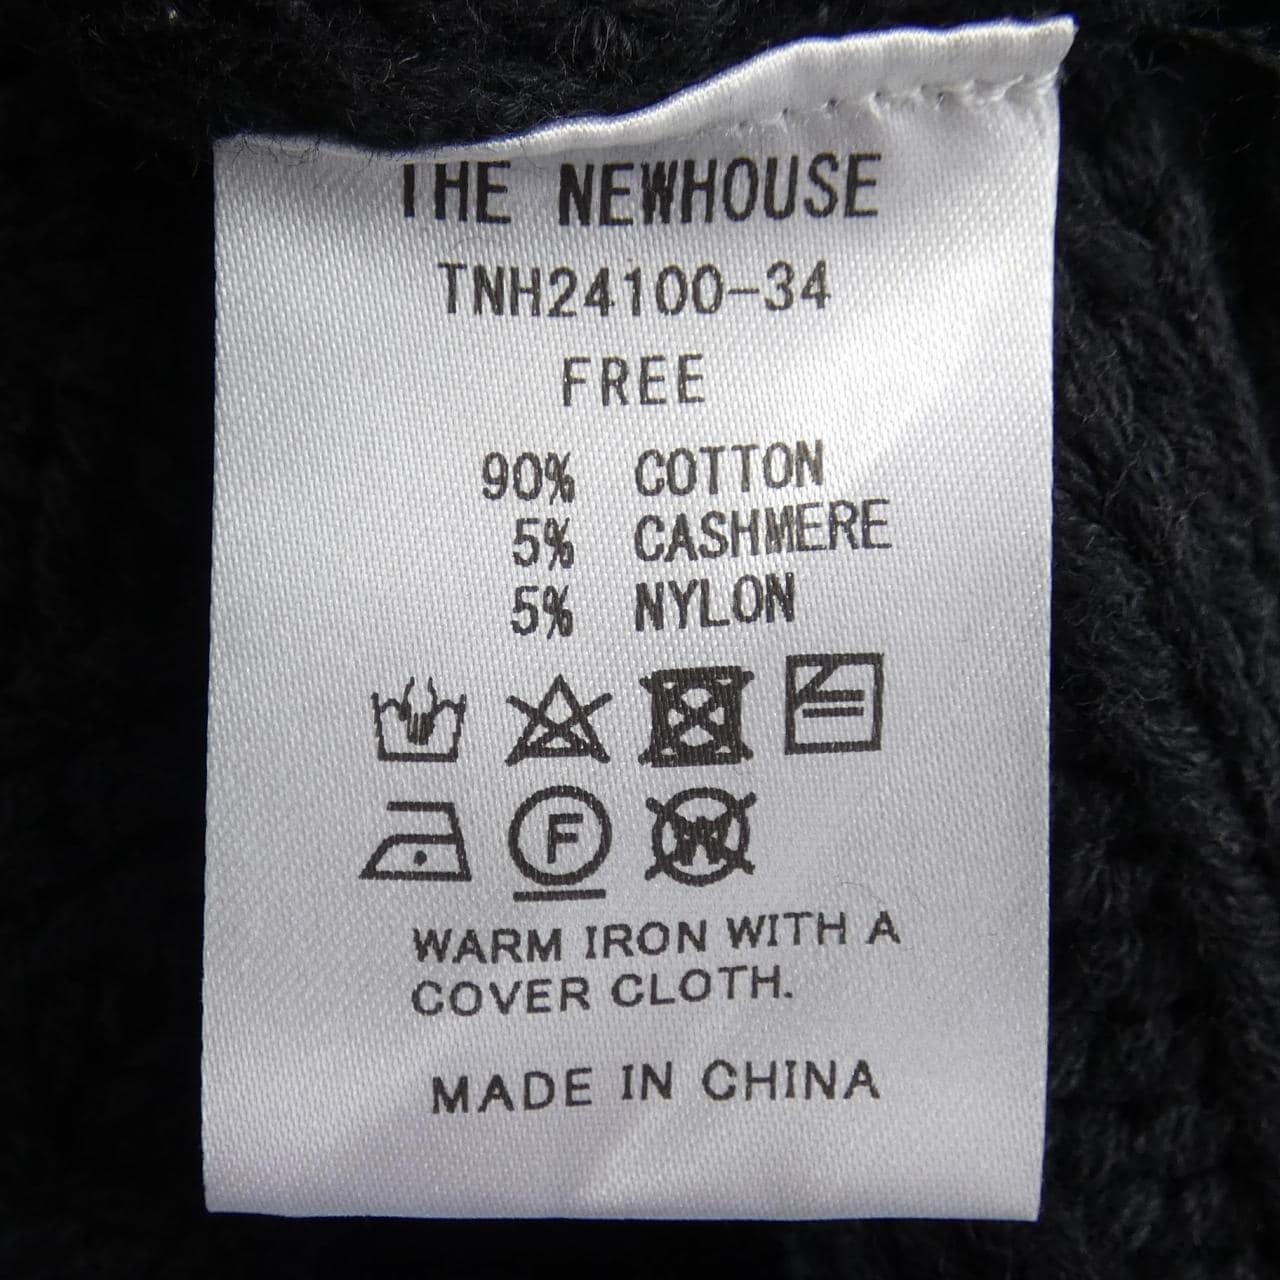 THE NEWHOUSE
TNH24100-34
FREE
90% COTTON
5% CASHMERE
5% NYLON
F
W
WARM IRON WITH A
COVER CLOTH.
MADE IN CHINA